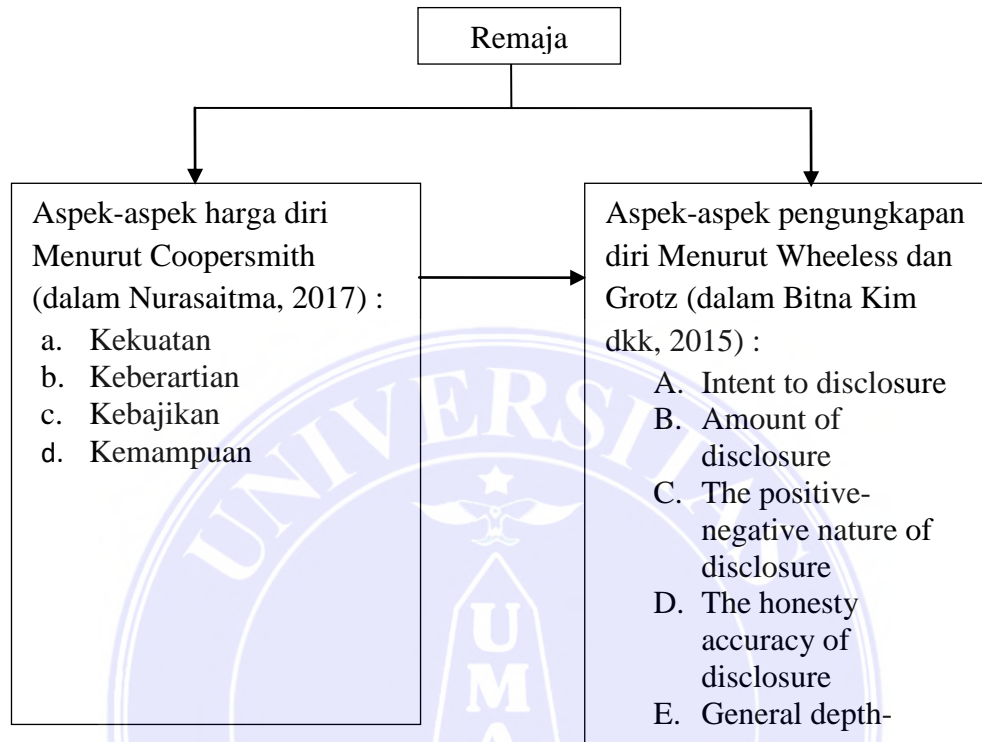 Remaja
Aspek-aspek harga diri
Menurut Coopersmith
(dalam Nurasaitma, 2017) :
a. Kekuatan
b. Keberartian
c. Kebajikan
d. Kemampuan
Aspek-aspek pengungkapan
diri Menurut Wheeless dan
Grotz (dalam Bitna Kim
dkk, 2015) :
A. Intent to disclosure
B. Amount of
disclosure
C. The positive-
negative nature of
disclosure
D. The honesty
accuracy of
disclosure
E. General depth-
UNIVERSITAS
UMA